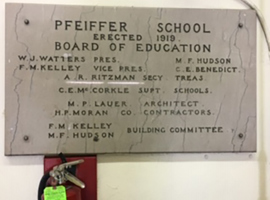 PFEIFFER SCHOOL
ERECTED 1919
BOARD OF EDUCATION
W.J. WATTERS PRES. M.F. HUDSON
F.M. KELLEY VICE PRES. C.E. BENEDICT.
A.R. RITZMAN SECY. TREAS
C.E. McCORKLE SUPT. SCHOOLS.
M.P. LAUER ARCHITECT
H.P. MORAN CO. CONTRACTORS.
F.M. KELLEY BUILDING COMMITTEE
M.F. HUDSON